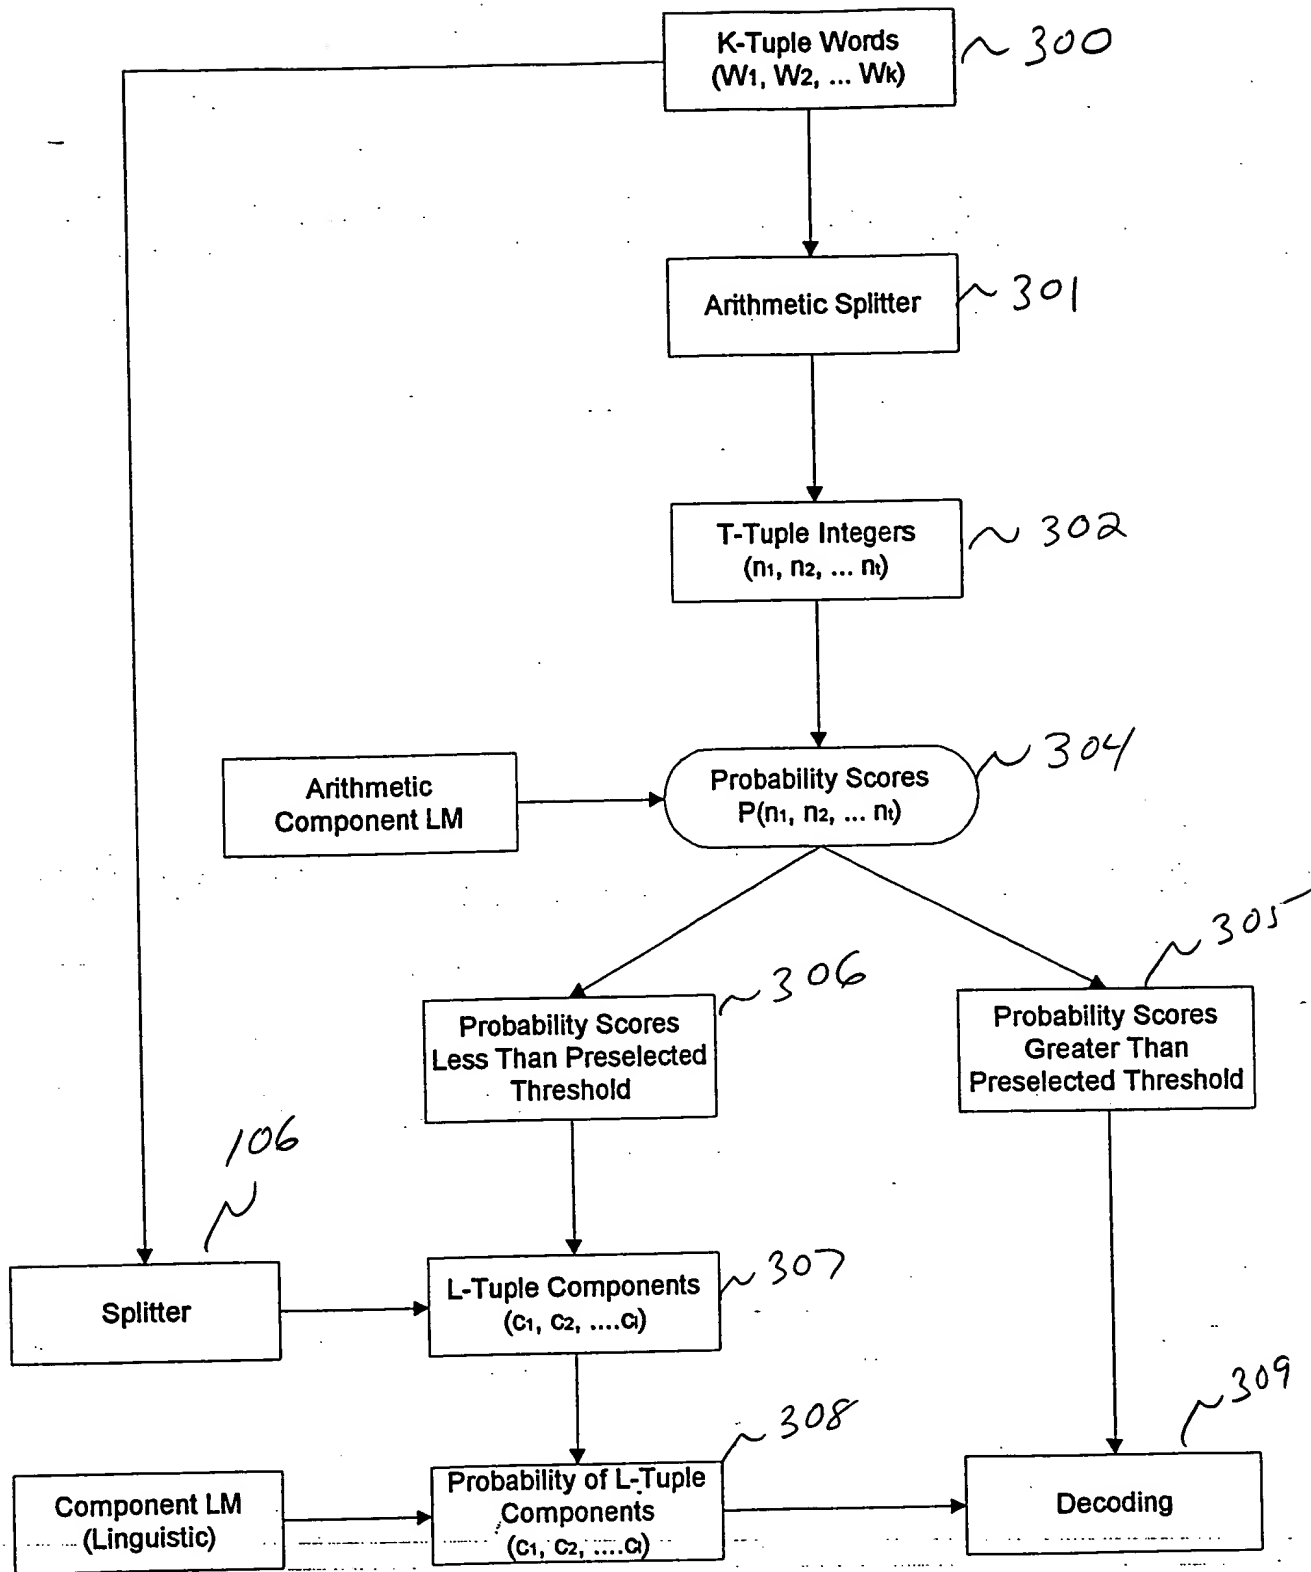 K-Tuple Words
(W1, W2, ... Wk)
300
Arithmetic Splitter
301
T-Tuple Integers
(n1, n2, ... nt)
302
Arithmetic
Component LM
Probability Scores
P(n1, n2, ... nt)
304
Probability Scores
Less Than Preselected
Threshold
306
Probability Scores
Greater Than
Preselected Threshold
305
106
Splitter
L-Tuple Components
(c1, c2, ....cl)
307
Component LM
(Linguistic)
Probability of L-Tuple
Components
(c1, c2, ....cl)
308
Decoding
309